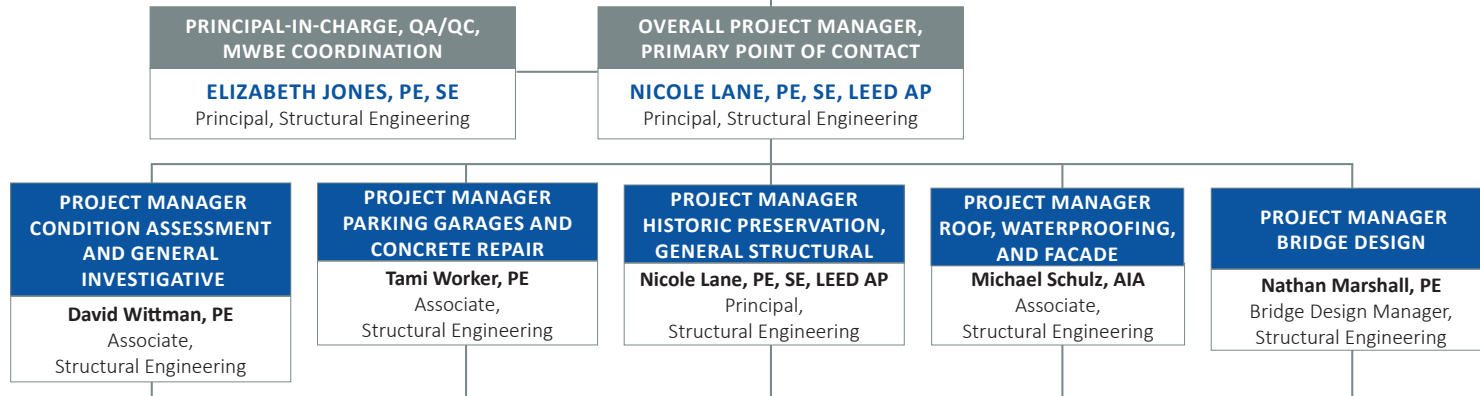 PRINCIPAL-IN-CHARGE, QA/QC,
MWBE COORDINATION
ELIZABETH JONES, PE, SE
Principal, Structural Engineering
OVERALL PROJECT MANAGER,
PRIMARY POINT OF CONTACT
NICOLE LANE, PE, SE, LEED AP
Principal, Structural Engineering
PROJECT MANAGER
CONDITION ASSESSMENT
AND GENERAL
INVESTIGATIVE
David Wittman, PE
Associate,
Structural Engineering
PROJECT MANAGER
PARKING GARAGES AND
CONCRETE REPAIR
Tami Worker, PE
Associate,
Structural Engineering
PROJECT MANAGER
HISTORIC PRESERVATION,
GENERAL STRUCTURAL
Nicole Lane, PE, SE, LEED AP
Principal,
Structural Engineering
PROJECT MANAGER
ROOF, WATERPROOFING,
AND FACADE
Michael Schulz, AIA
Associate,
Structural Engineering
PROJECT MANAGER
BRIDGE DESIGN
Nathan Marshall, PE
Bridge Design Manager,
Structural Engineering